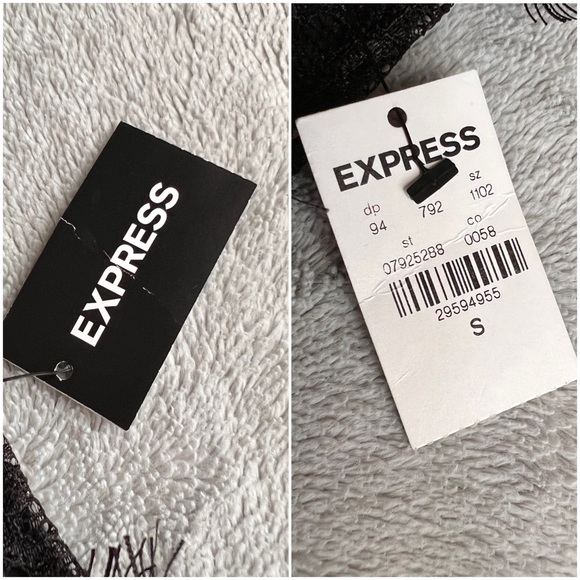 EXPRESS
EXPRESS
dp sz
94 792 1102
st co
07925288 0058
29594955
S